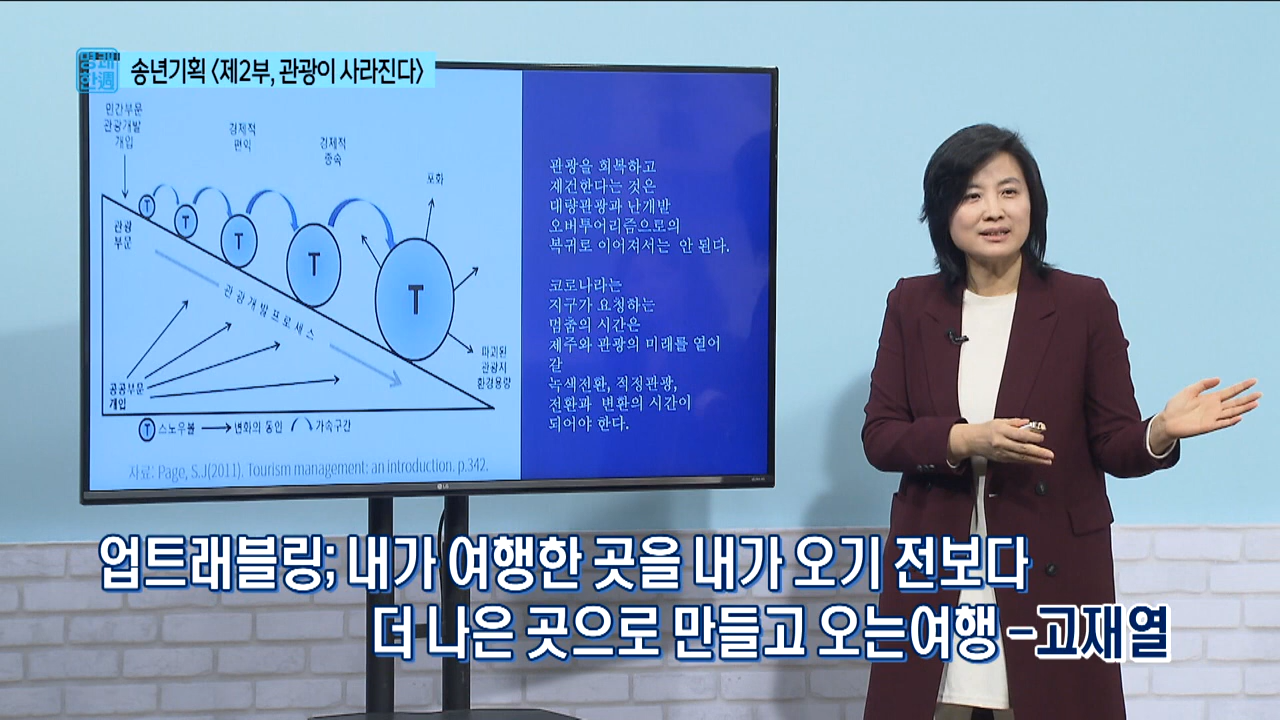 명쾌
한週
송년기획 <제2부, 관광이 사라진다>
민간부문
관광개발
개입
경제적
편익
경제적
종속
포화
T
T
T
T
T
관광
부문
관광개발프로세스
공공부문
개입
파괴된
관광지
환경용량
T 스노우볼 변화의 동인 가속구간
자료: Page, S.J(2011). Tourism management: an introduction. p.342.
관광을 회복하고
재건한다는 것은
대량관광과 난개발
오버투어리즘으로의
복귀로 이어져서는 안 된다.
코로나라는
지구가 요청하는
멈춤의 시간은
제주와 관광의 미래를 열어
갈
녹색전환, 적정관광,
전환과 변환의 시간이
되어야 한다.
LG
업트래블링; 내가 여행한 곳을 내가 오기 전보다
더 나은 곳으로 만들고 오는여행 -고재열